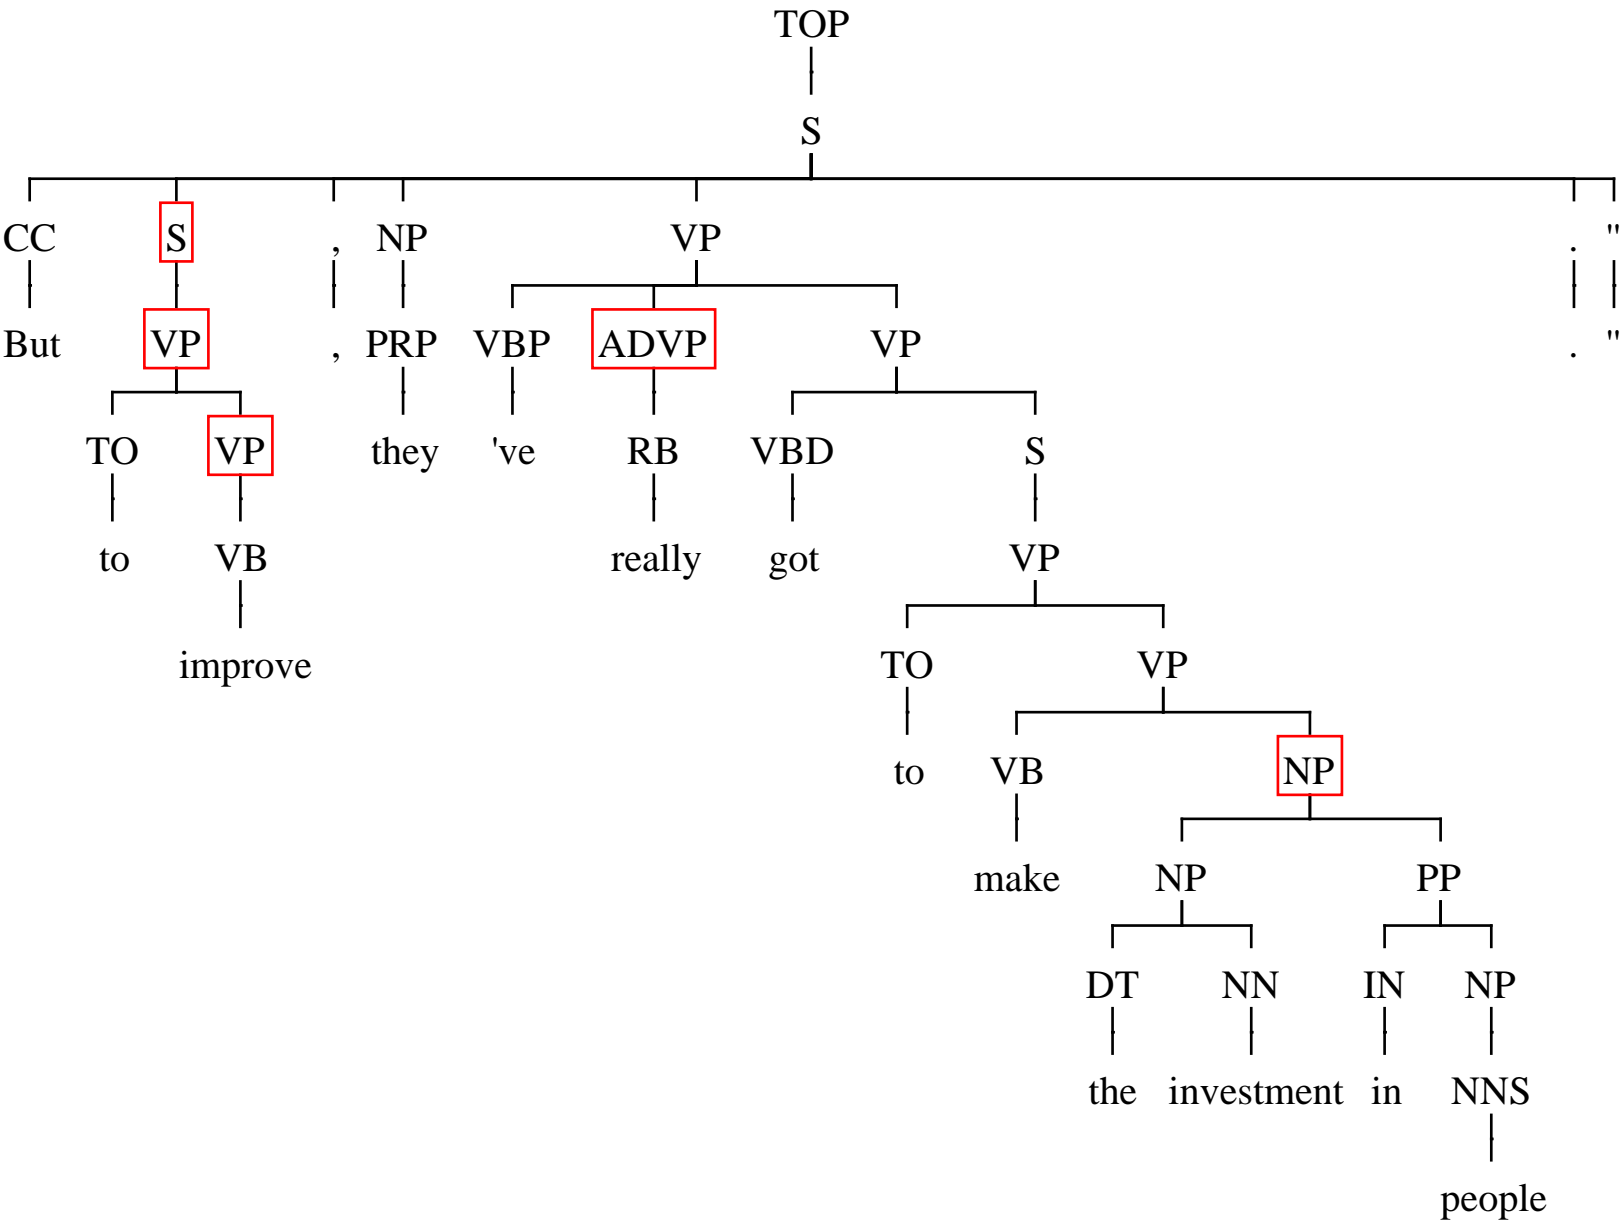 TOP
S
CC S , NP VP . "
But VP , PRP VBP ADVP VP . "
TO VP they 've RB VBD S
to VB really got VP
improve TO VP
to VB NP
make NP PP
DT NN IN NP
the investment in NNS
people